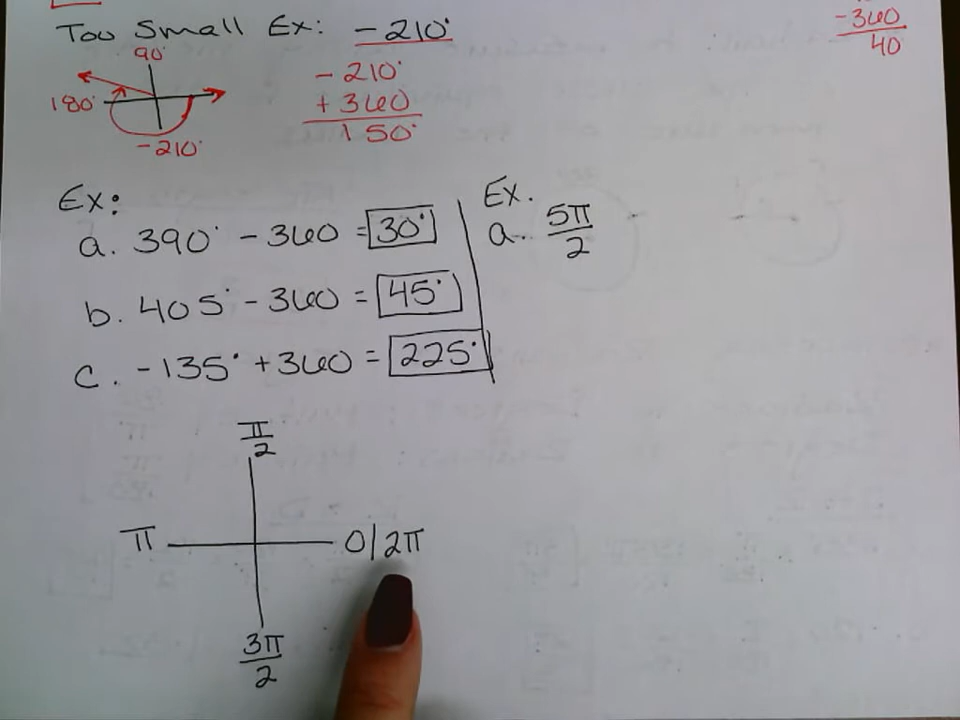 Too Small Ex: -210°
-360
40
90°
180°
-210°
-210°
+360
150°
Ex:
a. 390° - 360 = 30°
b. 405° - 360 = 45°
c. -135° + 360 = 225°
Ex.
a. 5π/2
π/2
π
0/2π
3π/2